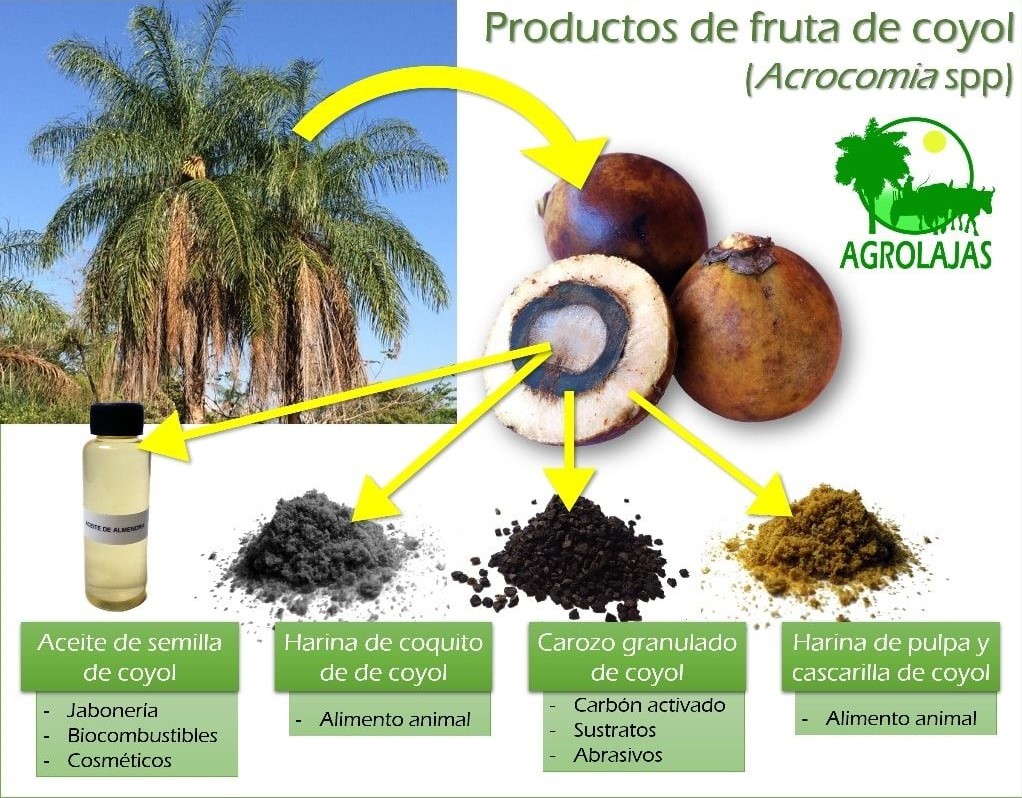 Productos de fruta de coyol
(Acrocomia spp)
AGROLAJAS
ACEITE DE ALMENDRA
Aceite de semilla
de coyol
- Jabonería
- Biocombustibles
- Cosméticos
Harina de coquito
de de coyol
- Alimento animal
Carozo granulado
de coyol
- Carbón activado
- Sustratos
- Abrasivos
Harina de pulpa y
cascarilla de coyol
- Alimento animal